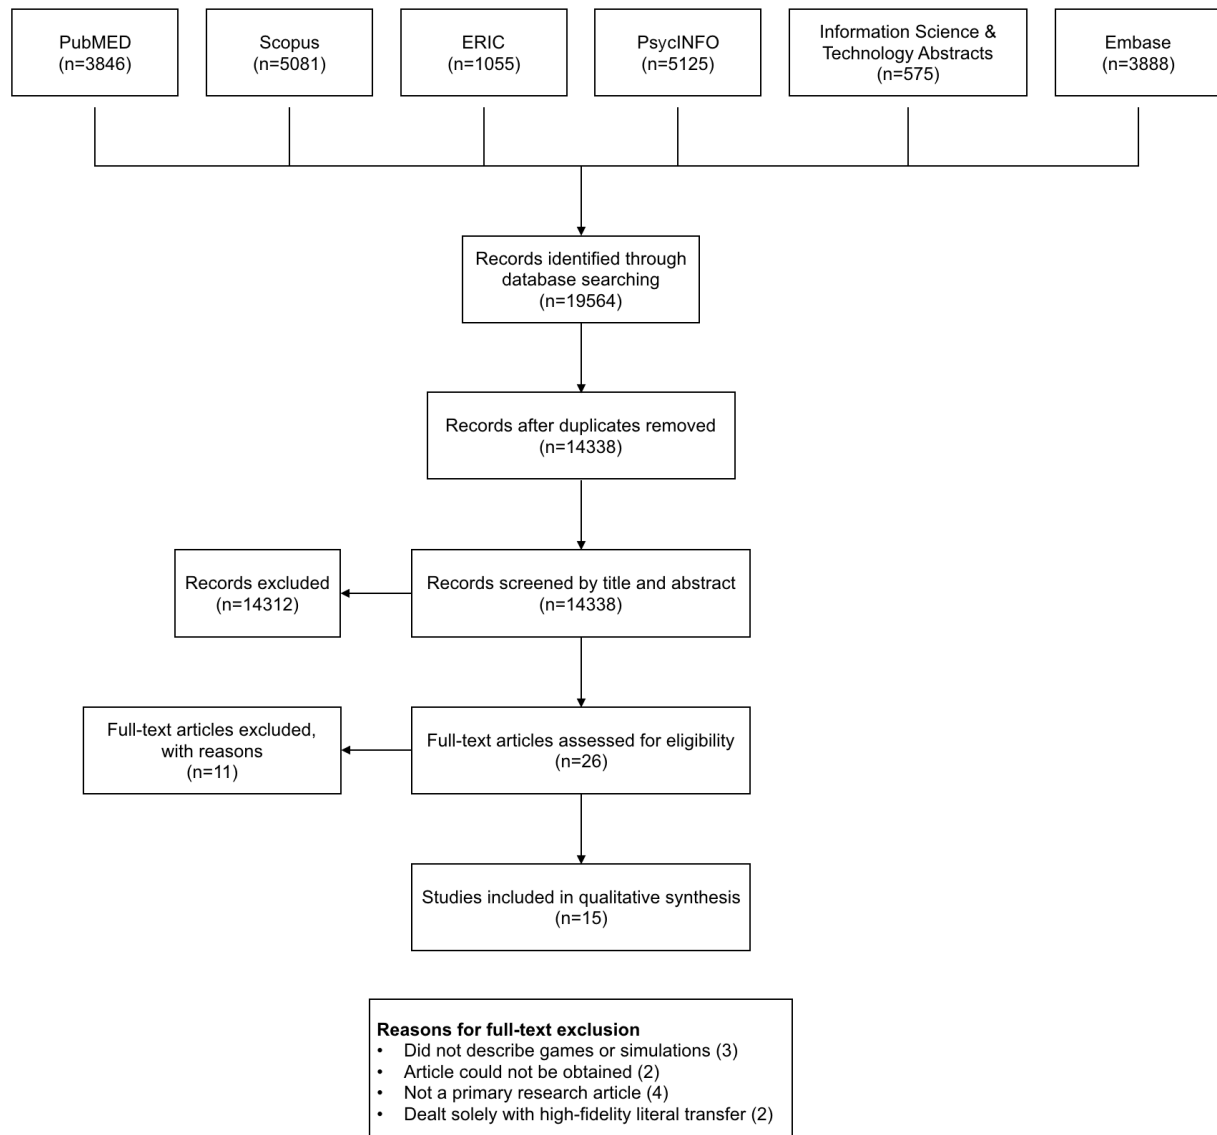 PubMED
(n=3846)
Scopus
(n=5081)
ERIC
(n=1055)
PsycINFO
(n=5125)
Information Science &
Technology Abstracts
(n=575)
Embase
(n=3888)
Records identified through
database searching
(n=19564)
Records after duplicates removed
(n=14338)
Records excluded
(n=14312)
Records screened by title and abstract
(n=14338)
Full-text articles excluded,
with reasons
(n=11)
Full-text articles assessed for eligibility
(n=26)
Studies included in qualitative synthesis
(n=15)
Reasons for full-text exclusion
• Did not describe games or simulations (3)
• Article could not be obtained (2)
• Not a primary research article (4)
• Dealt solely with high-fidelity literal transfer (2)